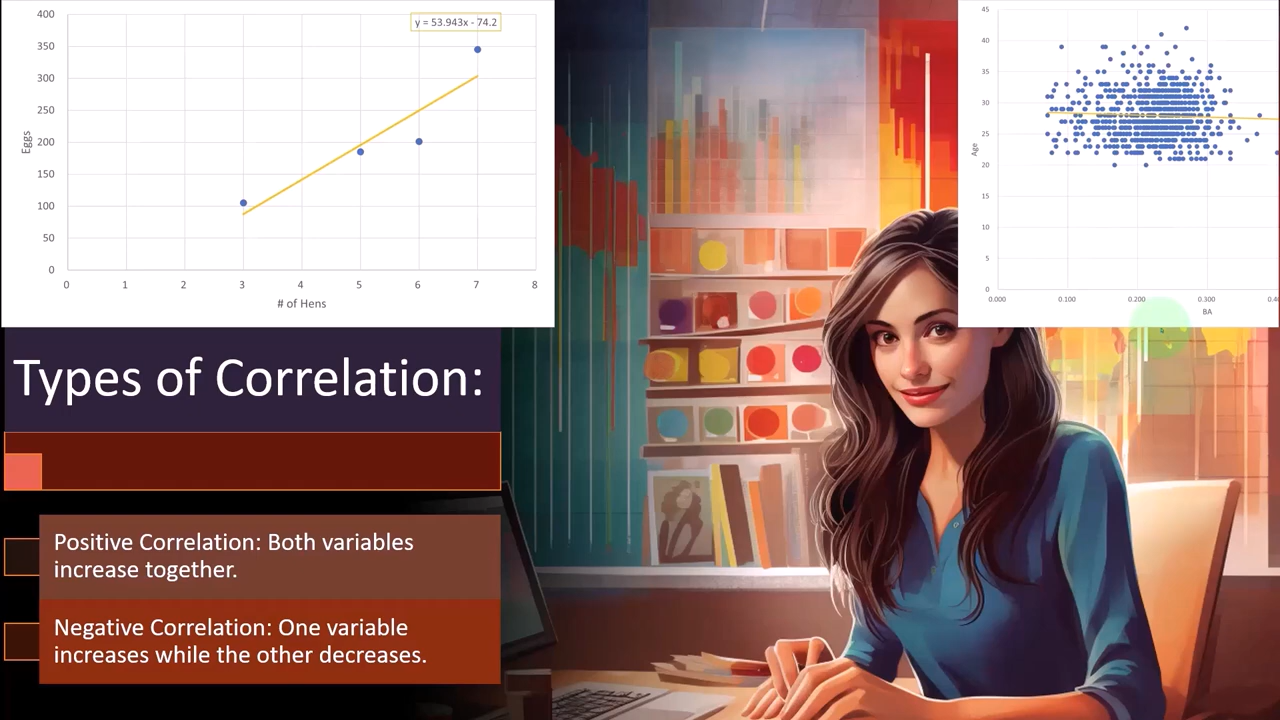 400
350
300
250
200
150
100
50
0
Eggs
y = 53.943x - 74.2
0 1 2 3 4 5 6 7 8
# of Hens
45
40
35
30
25
20
15
10
5
0
Age
0.000 0.100 0.200 0.300
BA
Types of Correlation:
Positive Correlation: Both variables
increase together.
Negative Correlation: One variable
increases while the other decreases.